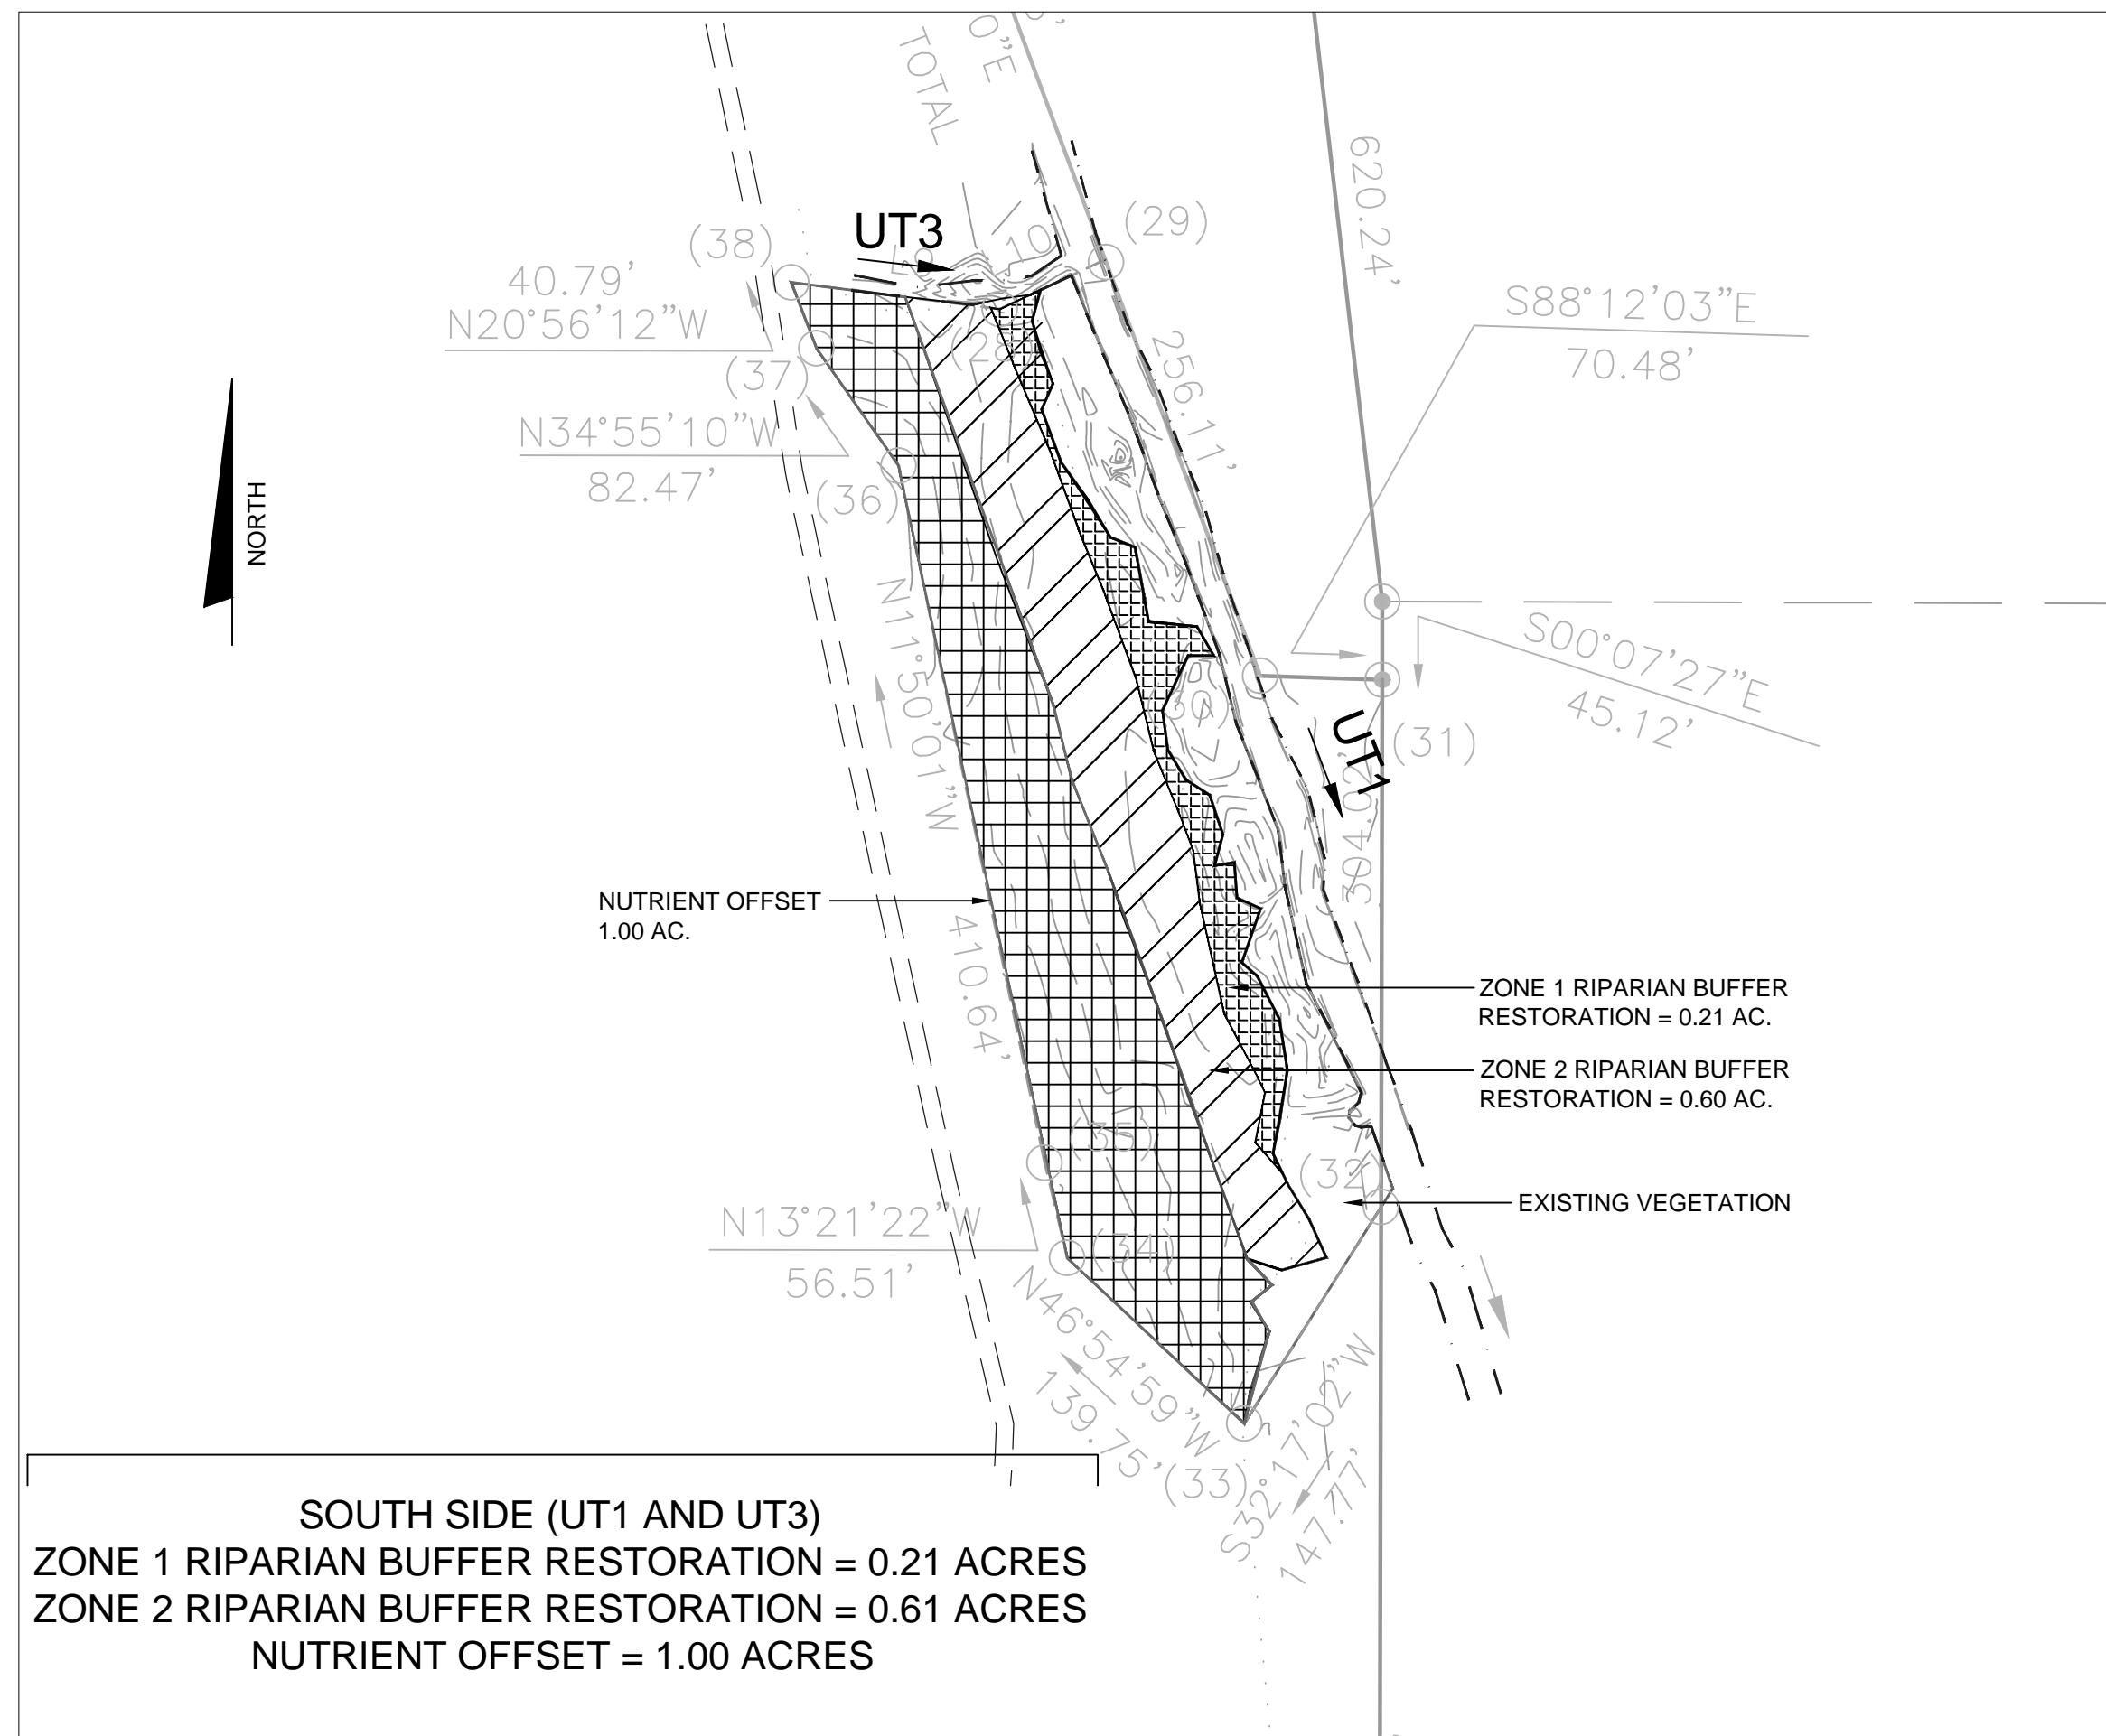 0"E
TOTAL
620.24'
UT3
(29)
(38)
40.79'
N20°56'12"W
S88°12'03"E
70.48'
(28)
(37)
256.11'
N34°55'10"W
82.47'
(36)
NORTH
N11°50'01"W
S00°07'27"E
45.12'
(30)
UT1
(31)
304.02'
NUTRIENT OFFSET
1.00 AC.
410.64'
ZONE 1 RIPARIAN BUFFER
RESTORATION = 0.21 AC.
ZONE 2 RIPARIAN BUFFER
RESTORATION = 0.60 AC.
(35)
(32)
EXISTING VEGETATION
N13°21'22"W
56.51'
(34)
N46°54'59"W
139.75'
(33)
S32°17'02"W
147.77'
SOUTH SIDE (UT1 AND UT3)
ZONE 1 RIPARIAN BUFFER RESTORATION = 0.21 ACRES
ZONE 2 RIPARIAN BUFFER RESTORATION = 0.61 ACRES
NUTRIENT OFFSET = 1.00 ACRES